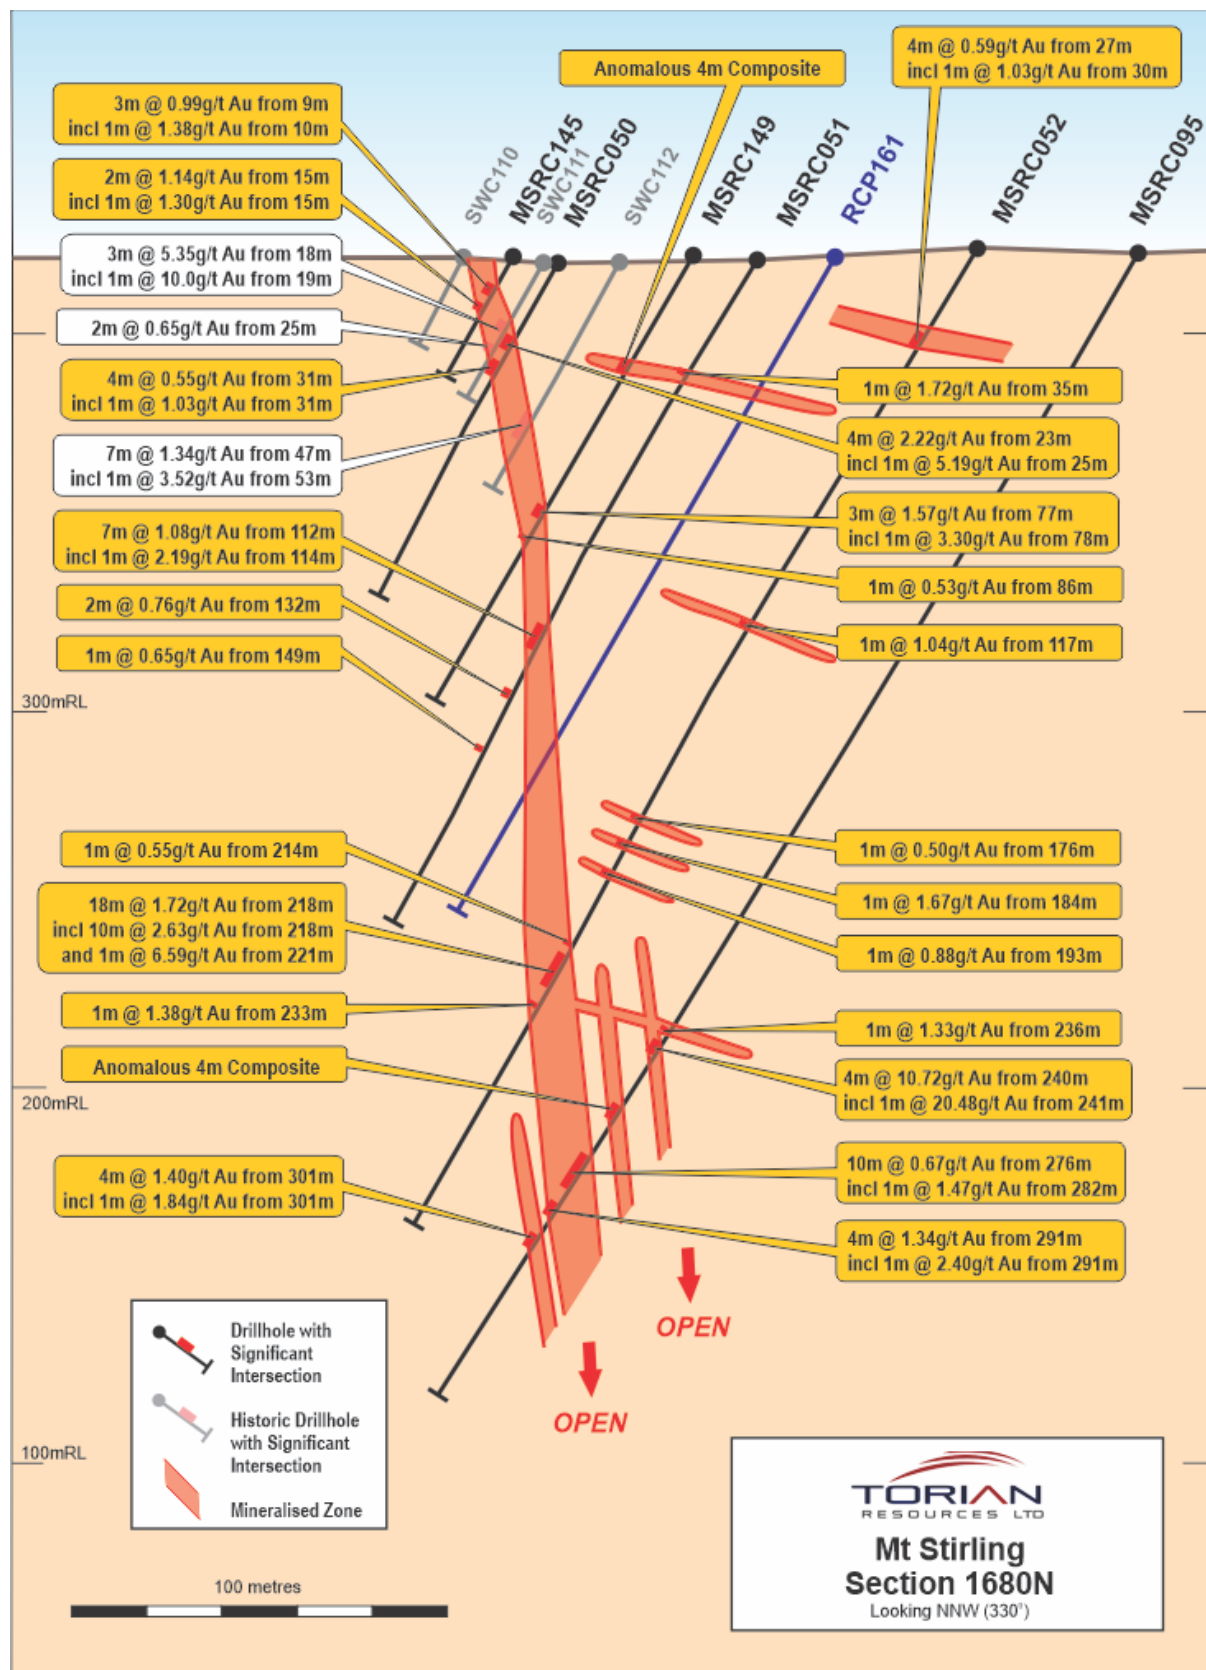 4m @ 0.59g/t Au from 27m
incl 1m @ 1.03g/t Au from 30m
Anomalous 4m Composite
3m @ 0.99g/t Au from 9m
incl 1m @ 1.38g/t Au from 10m
2m @ 1.14g/t Au from 15m
incl 1m @ 1.30g/t Au from 15m
3m @ 5.35g/t Au from 18m
incl 1m @ 10.0g/t Au from 19m
2m @ 0.65g/t Au from 25m
4m @ 0.55g/t Au from 31m
incl 1m @ 1.03g/t Au from 31m
7m @ 1.34g/t Au from 47m
incl 1m @ 3.52g/t Au from 53m
7m @ 1.08g/t Au from 112m
incl 1m @ 2.19g/t Au from 114m
2m @ 0.76g/t Au from 132m
1m @ 0.65g/t Au from 149m
SWC110
MSRC145
SWC111
MSRC050
SWC112
MSRC149
MSRC051
RCP161
MSRC052
MSRC095
1m @ 1.72g/t Au from 35m
4m @ 2.22g/t Au from 23m
incl 1m @ 5.19g/t Au from 25m
3m @ 1.57g/t Au from 77m
incl 1m @ 3.30g/t Au from 78m
1m @ 0.53g/t Au from 86m
1m @ 1.04g/t Au from 117m
300mRL
1m @ 0.55g/t Au from 214m
18m @ 1.72g/t Au from 218m
incl 10m @ 2.63g/t Au from 218m
and 1m @ 6.59g/t Au from 221m
1m @ 1.38g/t Au from 233m
Anomalous 4m Composite
1m @ 0.50g/t Au from 176m
1m @ 1.67g/t Au from 184m
1m @ 0.88g/t Au from 193m
1m @ 1.33g/t Au from 236m
4m @ 10.72g/t Au from 240m
incl 1m @ 20.48g/t Au from 241m
200mRL
4m @ 1.40g/t Au from 301m
incl 1m @ 1.84g/t Au from 301m
10m @ 0.67g/t Au from 276m
incl 1m @ 1.47g/t Au from 282m
4m @ 1.34g/t Au from 291m
incl 1m @ 2.40g/t Au from 291m
OPEN
OPEN
Drillhole with
Significant
Intersection
Historic Drillhole
with Significant
Intersection
Mineralised Zone
100mRL
100 metres
TORIAN
RESOURCES LTD
Mt Stirling
Section 1680N
Looking NNW (330°)